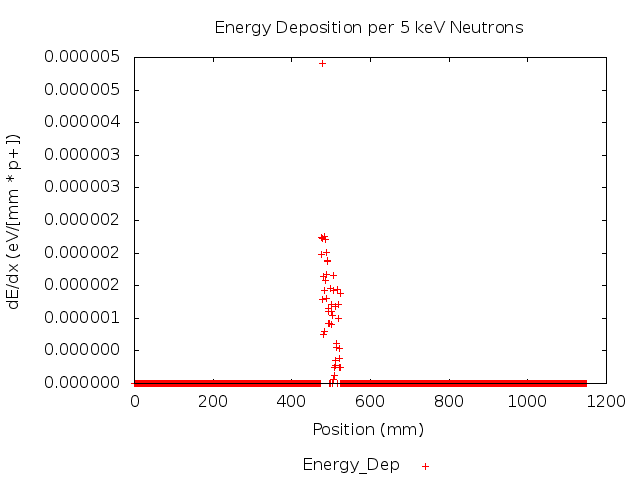 Energy Deposition per 5 keV Neutrons
0.000005
0.000005
0.000004
0.000003
0.000003
0.000002
0.000002
0.000002
0.000001
0.000000
0.000000
dE/dx (eV/[mm * p+])
0 200 400 600 800 1000 1200
Position (mm)
Energy_Dep